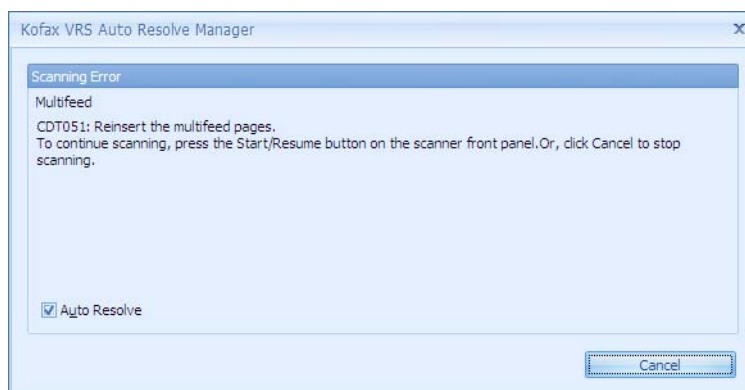 Kofax VRS Auto Resolve Manager
Scanning Error
Multifeed
CDT051: Reinsert the multifeed pages.
To continue scanning, press the Start/Resume button on the scanner front panel.Or, click Cancel to stop
scanning.
Auto Resolve
Cancel